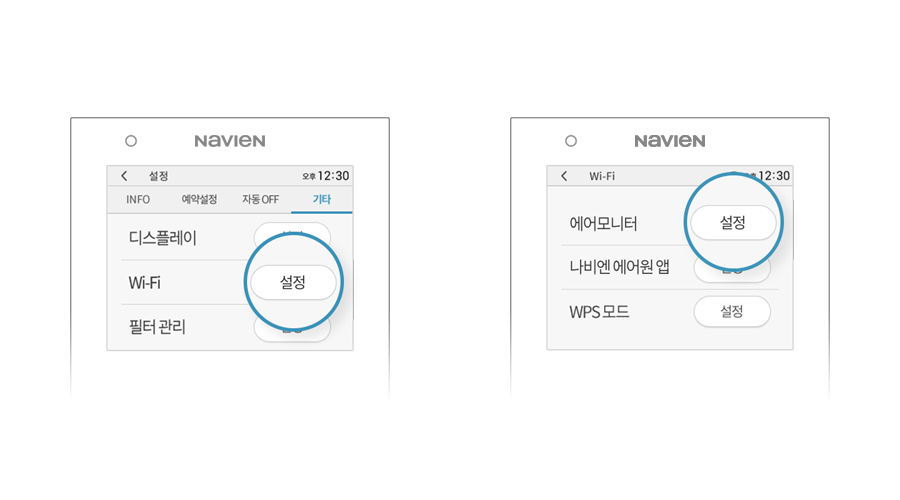 NAVIEN
설정 오후 12:30
INFO 예약설정 자동 OFF 기타
디스플레이
Wi-Fi 설정
필터 관리
NAVIEN
Wi-Fi 12:30
에어모니터 설정
나비엔 에어원 앱
WPS 모드 설정